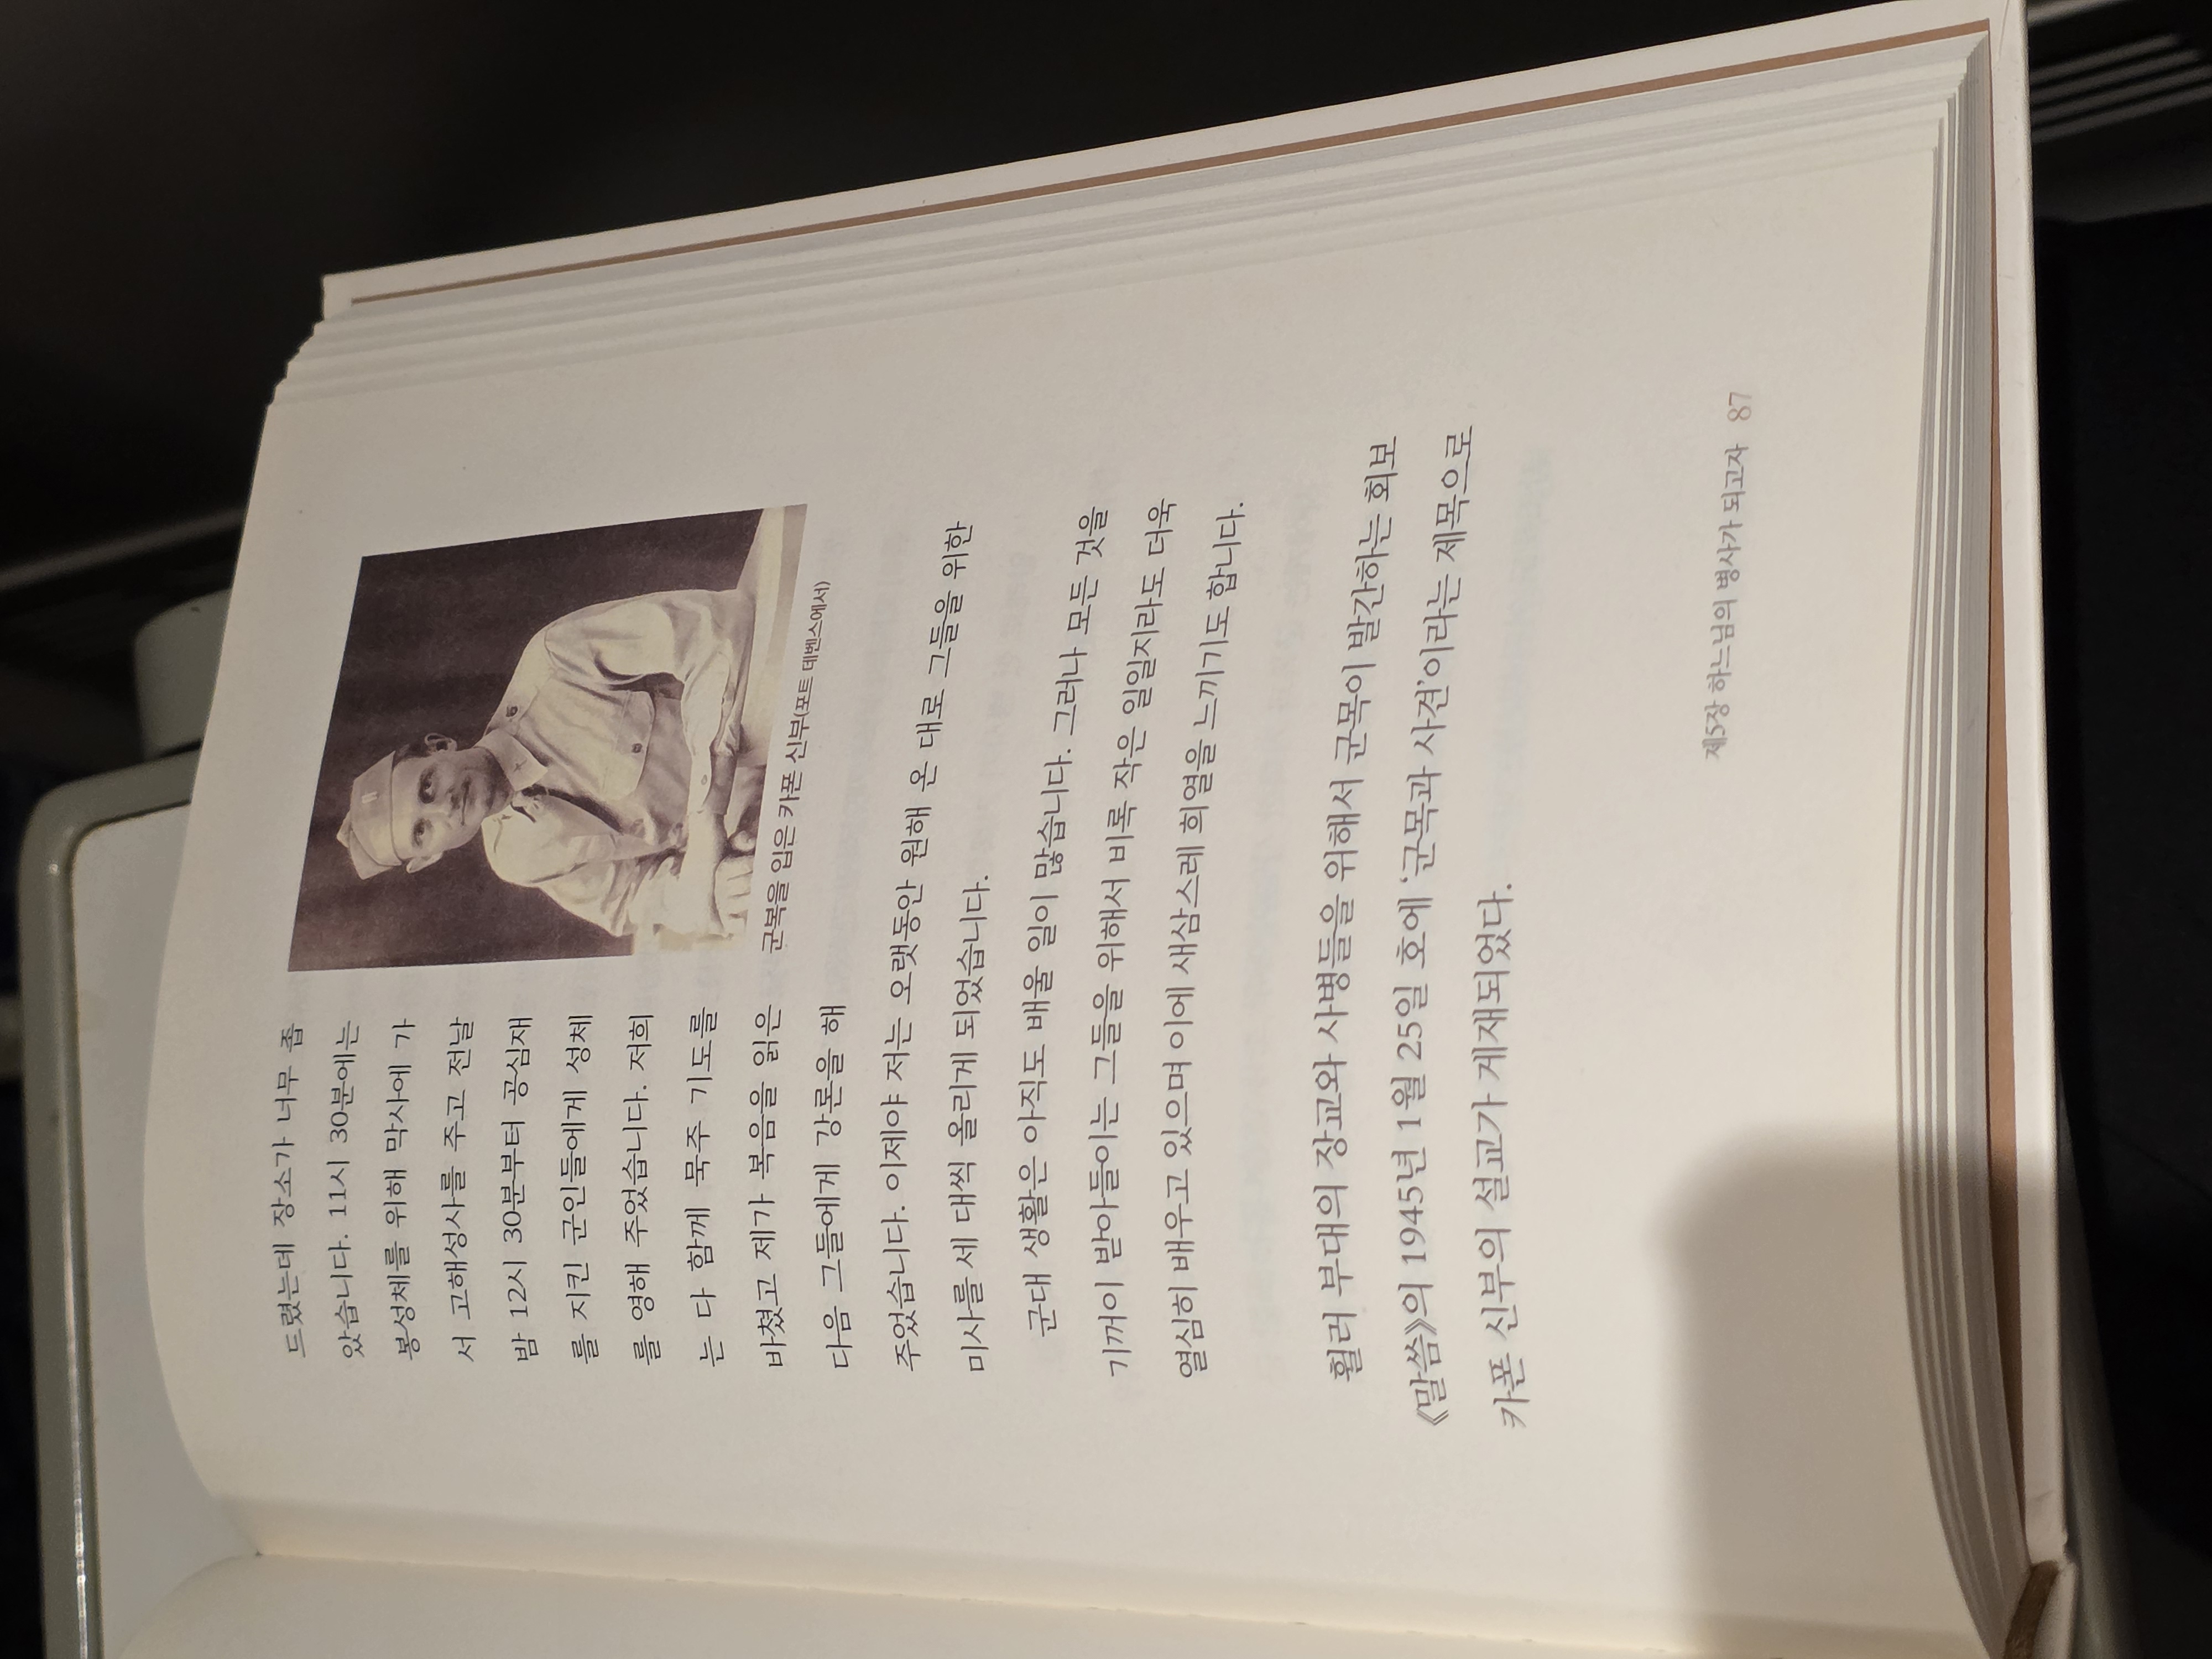 드렸는데 장소가 너무 좁
았습니다. 11시 30분에는
봉성체를 위해 막사에 가
서 고해성사를 주고 전날
밤 12시 30분부터 공심재
를 지킨 군인들에게 성체
를 영해 주었습니다. 저희
는 다 함께 묵주 기도를
바쳤고 제가 복음을 읽은
다음 그들에게 강론을 해
군복을 입은 카폰 신부(포트 데벤스에서)
주었습니다. 이제야 저는 오랫동안 원해 온 대로 그들을 위한
미사를 세 대씩 올리게 되었습니다.
군대 생활은 아직도 배울 일이 많습니다. 그러나 모든 것을
기꺼이 받아들이는 그들을 위해서 비록 작은 일일지라도 더욱
열심히 배우고 있으며 이에 새삼스레 희열을 느끼기도 합니다.
휠러 부대의 장교와 사병들을 위해서 군목이 발간하는 회보
《말씀》의 1945년 1월 25일 호에 ‘군목과 사견’이라는 제목으로
카폰 신부의 설교가 게재되었다.
제5장 하느님의 병사가 되고자 87